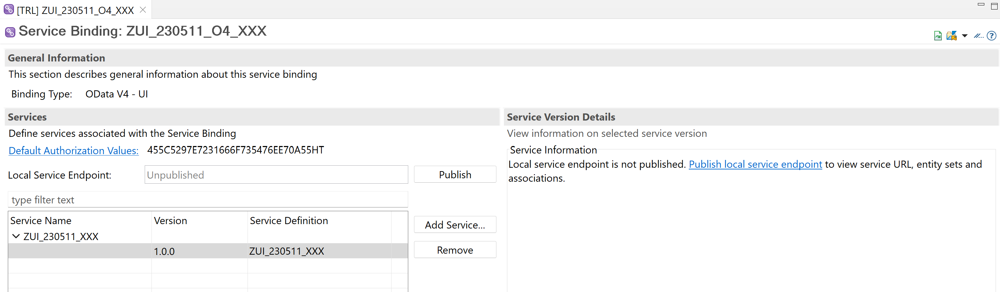 [TRL] ZUI_230511_O4_XXX
Service Binding: ZUI_230511_O4_XXX
General Information
This section describes general information about this service binding
Binding Type: OData V4 - UI
Services
Define services associated with the Service Binding
Default Authorization Values: 455C5297E7231666F735476EE70A55HT
Local Service Endpoint: Unpublished Publish
type filter text
Service Name Version Service Definition
Add Service...
ZUI_230511_XXX
1.0.0 ZUI_230511_XXX
Remove
Service Version Details
View information on selected service version
Service Information
Local service endpoint is not published. Publish local service endpoint to view service URL, entity sets and
associations.